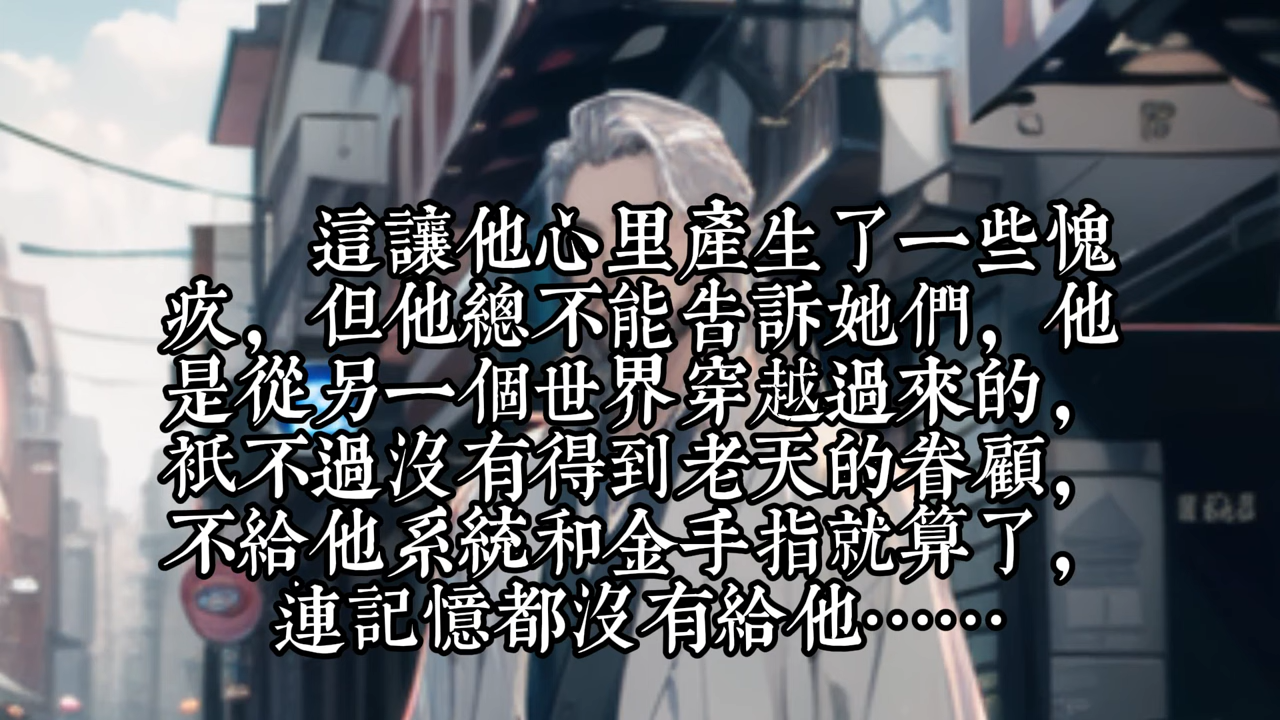 這讓他心里產生了一些愧
疚，但他總不能告訴她們，他
是從另一個世界穿越過來的，
祇不過沒有得到老天的眷顧，
不給他系統和金手指就算了，
連記憶都沒有給他……